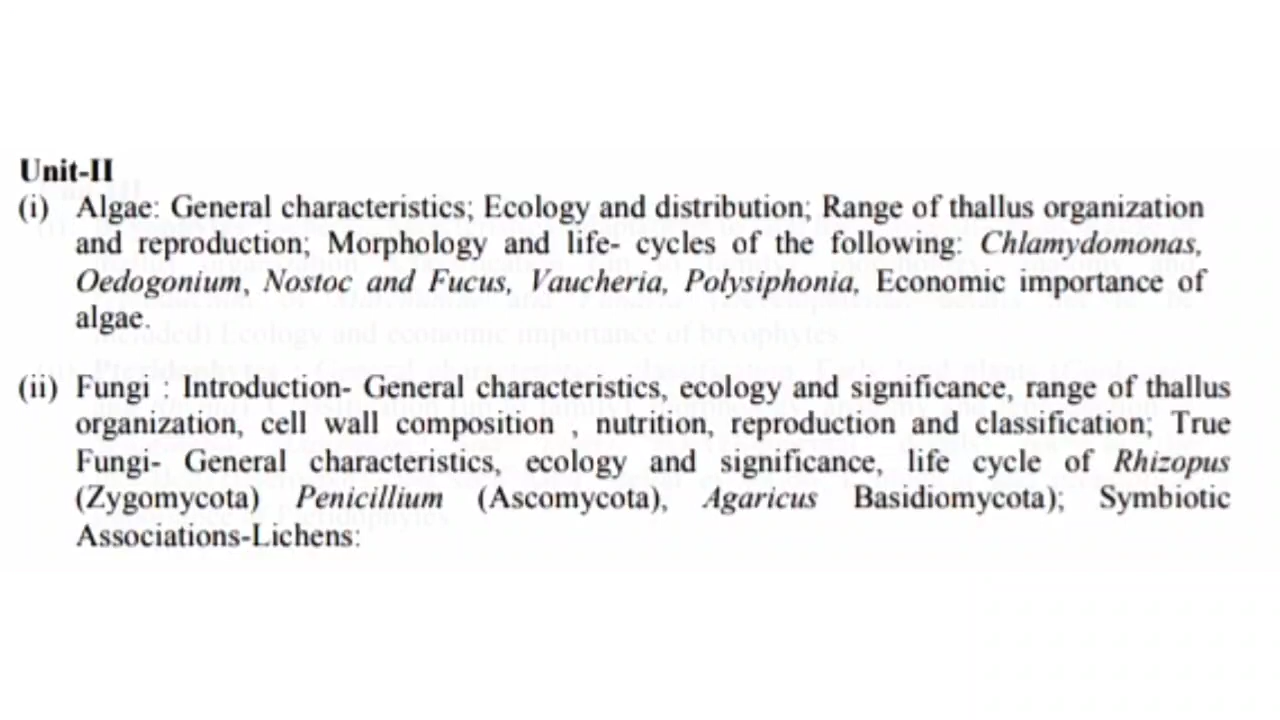 Unit-II
(i) Algae: General characteristics; Ecology and distribution; Range of thallus organization
and reproduction; Morphology and life- cycles of the following: Chlamydomonas,
Oedogonium, Nostoc and Fucus, Vaucheria, Polysiphonia, Economic importance of
algae.
(ii) Fungi : Introduction- General characteristics, ecology and significance, range of thallus
organization, cell wall composition , nutrition, reproduction and classification; True
Fungi- General characteristics, ecology and significance, life cycle of Rhizopus
(Zygomycota) Penicillium (Ascomycota), Agaricus Basidiomycota); Symbiotic
Associations-Lichens: